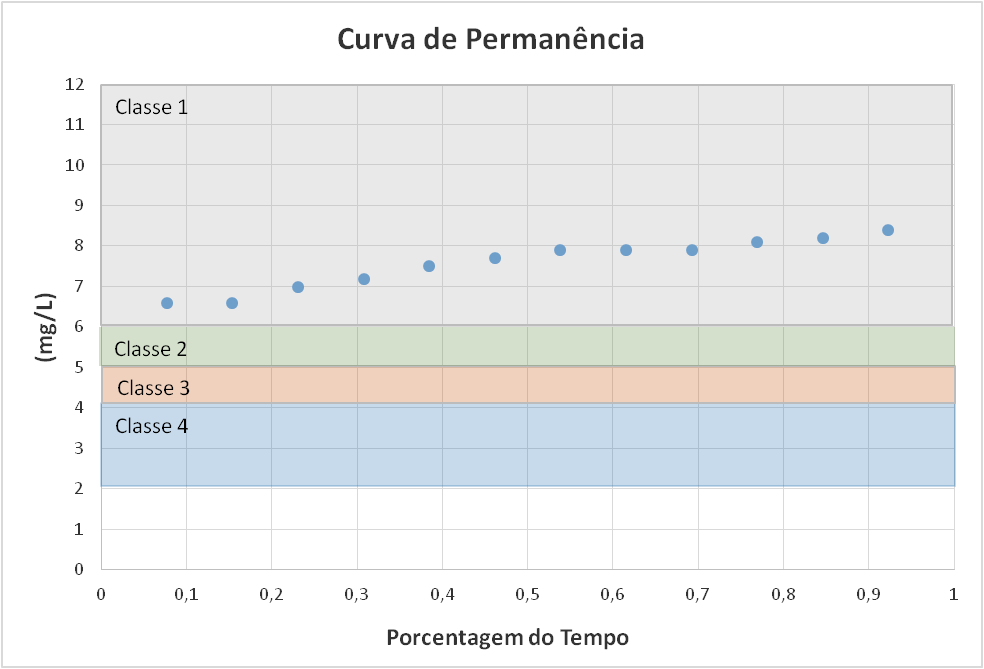 Curva de Permanência
12
11
10
9
8
7
6
5
4
3
2
1
0
Classe 1
Classe 2
Classe 3
Classe 4
(mg/L)
0 0,1 0,2 0,3 0,4 0,5 0,6 0,7 0,8 0,9 1
Porcentagem do Tempo